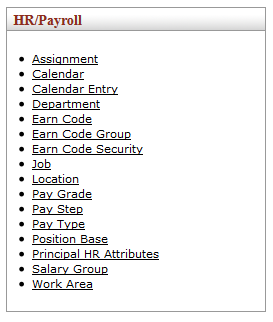 HR/Payroll
Assignment
Calendar
Calendar Entry
Department
Earn Code
Earn Code Group
Earn Code Security
Job
Location
Pay Grade
Pay Step
Pay Type
Position Base
Principal HR Attributes
Salary Group
Work Area